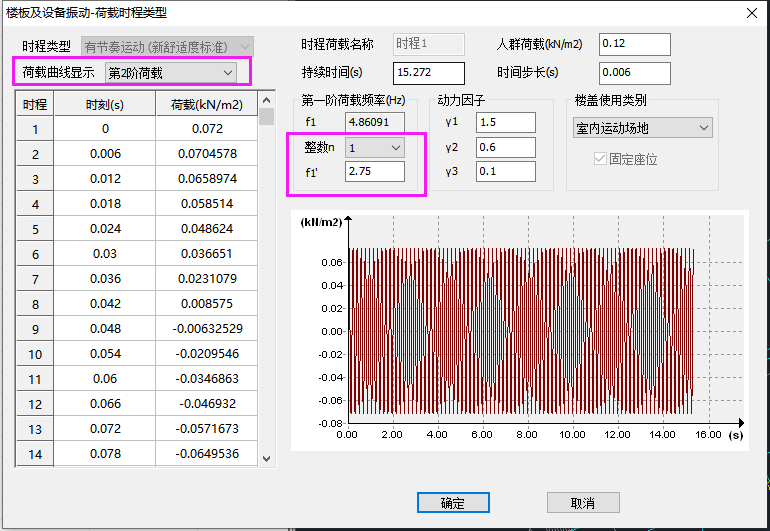 楼板及设备振动-荷载时程类型
时程类型 有节奏运动 (新舒适度标准)
荷载曲线显示 第2阶荷载
时程荷载名称 时程1 人群荷载(kN/m2) 0.12
持续时间(s) 15.272 时间步长(s) 0.006
时程 时刻(s) 荷载(kN/m2)
1 0 0.072
2 0.006 0.0704578
3 0.012 0.0658974
4 0.018 0.058514
5 0.024 0.048624
6 0.03 0.036651
7 0.036 0.0231079
8 0.042 0.008575
9 0.048 -0.00632529
10 0.054 -0.0209546
11 0.06 -0.0346863
12 0.066 -0.046932
13 0.072 -0.0571673
14 0.078 -0.0649536
第一阶荷载频率(Hz)
f1 4.86091
整数n 1
f1' 2.75
动力因子
γ1 1.5
γ2 0.6
γ3 0.1
楼盖使用类别
室内运动场地
固定座位
(kN/m2)
0.06
0.04
0.02
0.00
-0.02
-0.04
-0.06
-0.08
0.00 2.00 4.00 6.00 8.00 10.00 12.00 14.00 16.00 (s)
确定 取消